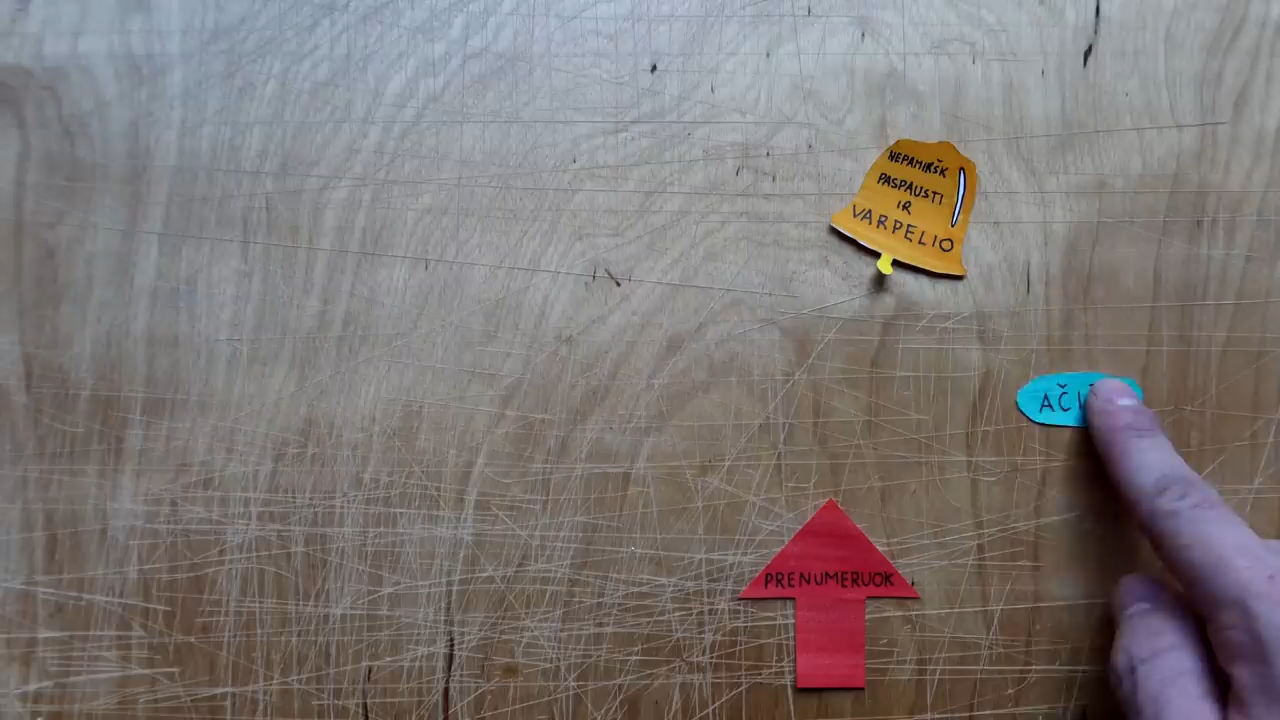 NEPAMIRŠK
PASPAUSTI
IR
VARPELIO
PRENUMERUOK